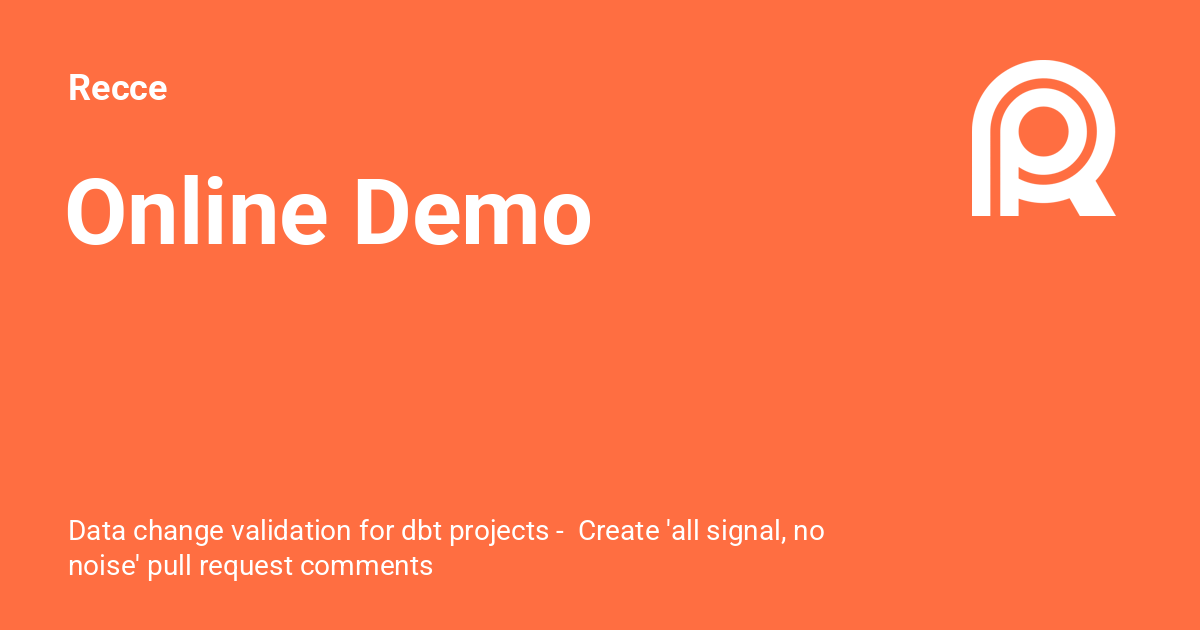 Recce
Online Demo
Data change validation for dbt projects -  Create 'all signal, no
noise' pull request comments